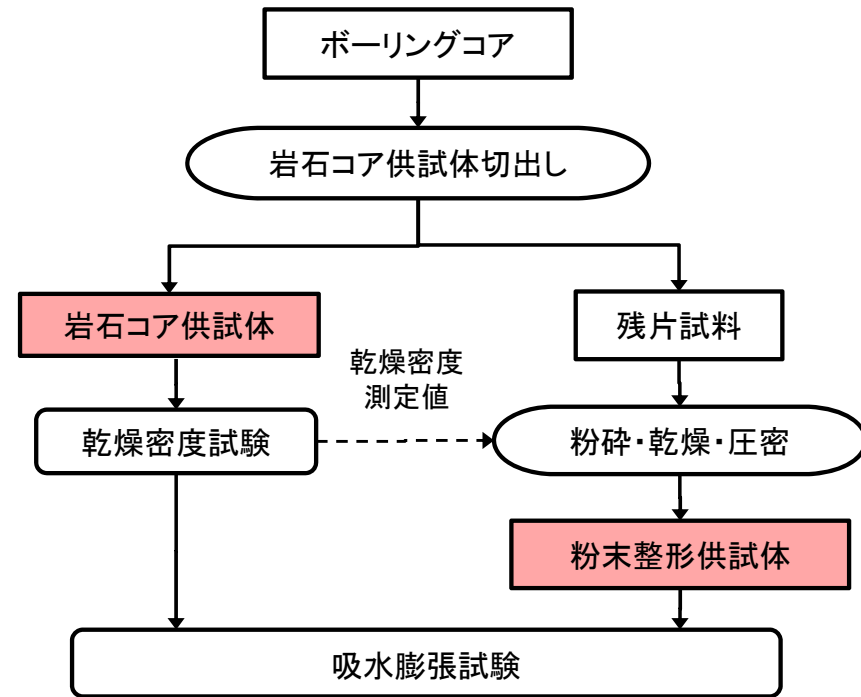 ボーリングコア
岩石コア供試体切出し
岩石コア供試体
残片試料
乾燥密度
測定値
乾燥密度試験
粉砕・乾燥・圧密
粉末整形供試体
吸水膨張試験